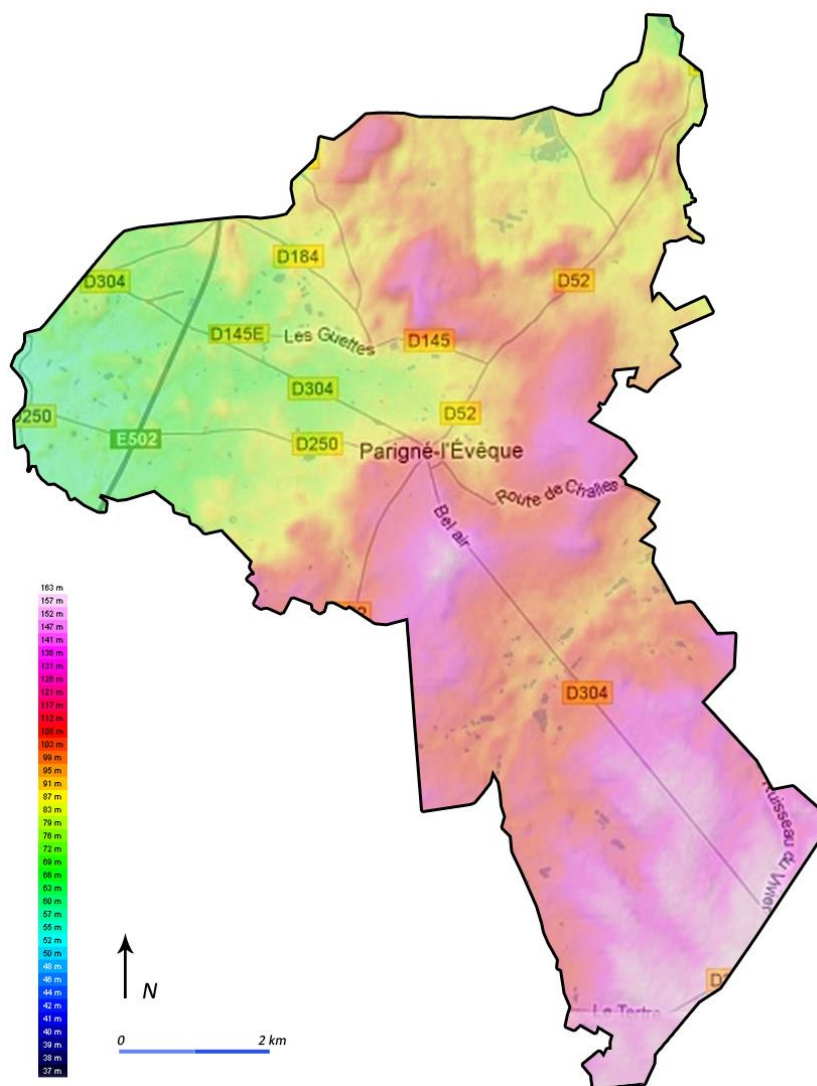 D184
D304
D52
D145E
Les Guettes
D145
D304
D52
D250
E502
D250
Parigné-l'Évêque
Route de Challes
Bel air
D304
Ruisseau du Vivier
Le Tertre
163 m
157 m
152 m
147 m
141 m
136 m
131 m
126 m
121 m
117 m
112 m
108 m
103 m
99 m
95 m
91 m
87 m
83 m
79 m
76 m
72 m
69 m
66 m
63 m
60 m
57 m
55 m
52 m
50 m
48 m
46 m
44 m
42 m
41 m
40 m
39 m
38 m
37 m
N
0 2 km